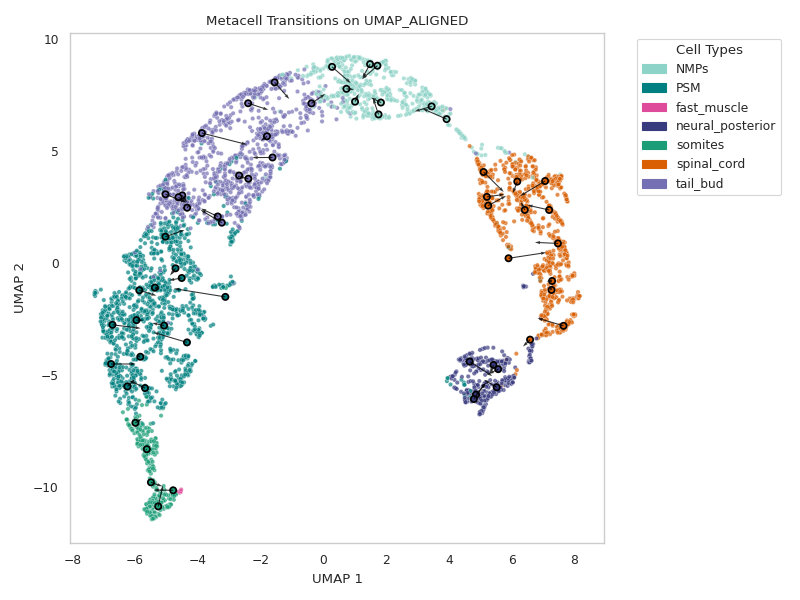 Metacell Transitions on UMAP_ALIGNED
10
5
0
−5
−10
UMAP 2
−8
−6
−4
−2
0
2
4
6
8
UMAP 1
Cell Types
NMPs
PSM
fast_muscle
neural_posterior
somites
spinal_cord
tail_bud